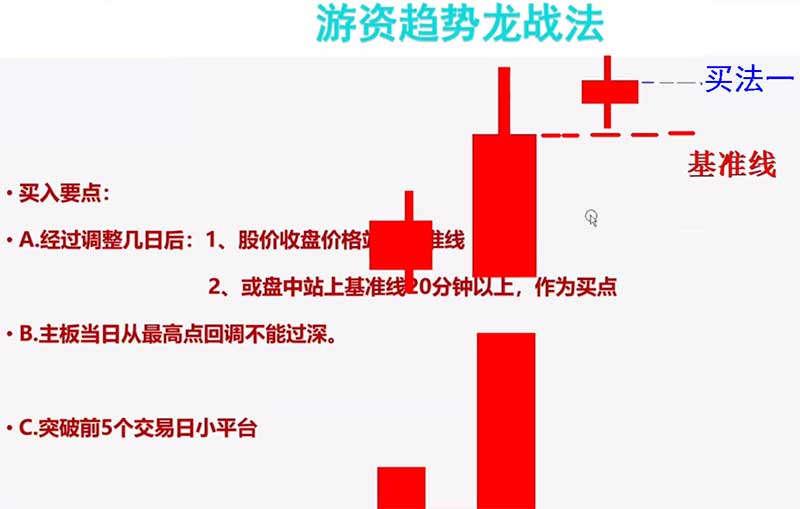 游资趋势龙战法
买法一
基准线
• 买入要点：
• A.经过调整几日后：1、股价收盘价格站准线
2、或盘中站上基准线20分钟以上，作为买点
• B.主板当日从最高点回调不能过深。
• C.突破前5个交易日小平台